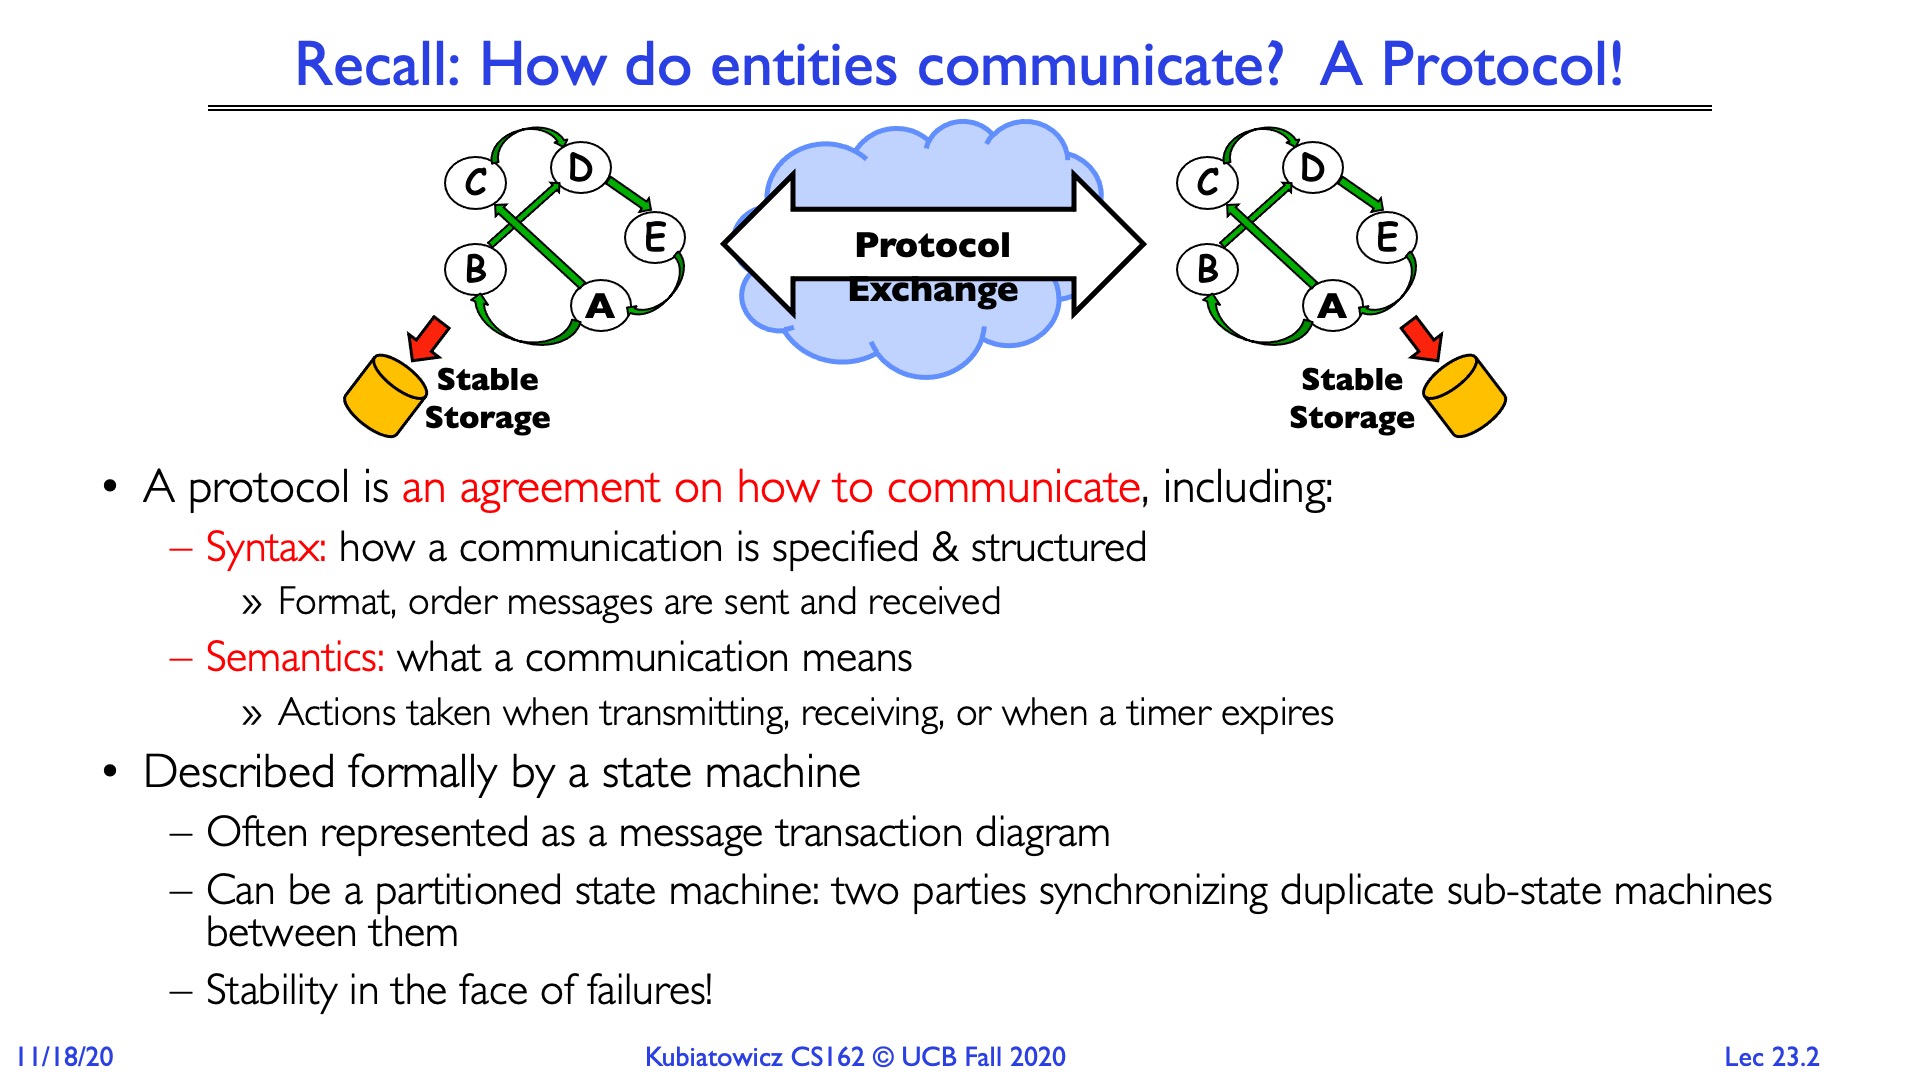 Recall: How do entities communicate? A Protocol!
C
D
E
B
A
Stable
Storage
Protocol
Exchange
C
D
E
B
A
Stable
Storage
• A protocol is an agreement on how to communicate, including:
– Syntax: how a communication is specified & structured
» Format, order messages are sent and received
– Semantics: what a communication means
» Actions taken when transmitting, receiving, or when a timer expires
• Described formally by a state machine
– Often represented as a message transaction diagram
– Can be a partitioned state machine: two parties synchronizing duplicate sub-state machines
between them
– Stability in the face of failures!
11/18/20
Kubiatowicz CS162 © UCB Fall 2020
Lec 23.2